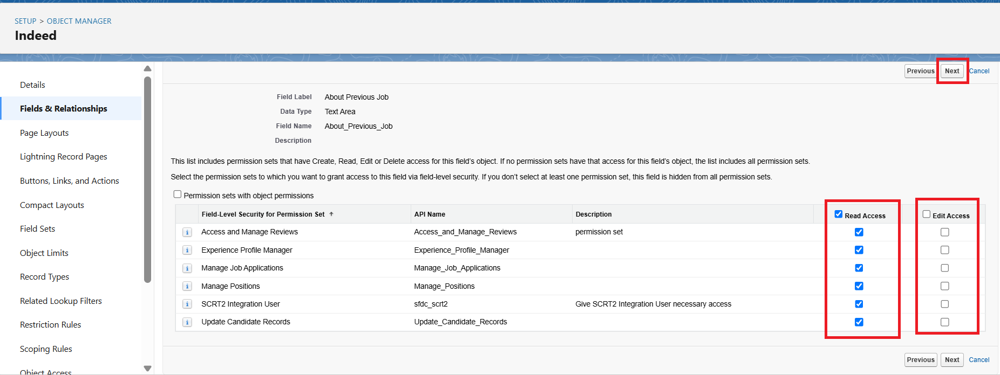 SETUP > OBJECT MANAGER
Indeed
Details
Fields & Relationships
Page Layouts
Lightning Record Pages
Buttons, Links, and Actions
Compact Layouts
Field Sets
Object Limits
Record Types
Related Lookup Filters
Restriction Rules
Scoping Rules
Object Access
Previous Next Cancel
Field Label About Previous Job
Data Type Text Area
Field Name About_Previous_Job
Description
This list includes permission sets that have Create, Read, Edit or Delete access for this field's object. If no permission sets have that access for this field's object, the list includes all permission sets.
Select the permission sets to which you want to grant access to this field via field-level security. If you don't select at least one permission set, this field is hidden from all permission sets.
Permission sets with object permissions
Field-Level Security for Permission Set ↑ API Name Description Read Access Edit Access
i Access and Manage Reviews Access_and_Manage_Reviews permission set
i Experience Profile Manager Experience_Profile_Manager
i Manage Job Applications Manage_Job_Applications
i Manage Positions Manage_Positions
i SCRT2 Integration User sfdc_scrt2 Give SCRT2 Integration User necessary access
i Update Candidate Records Update_Candidate_Records
Previous Next Cancel